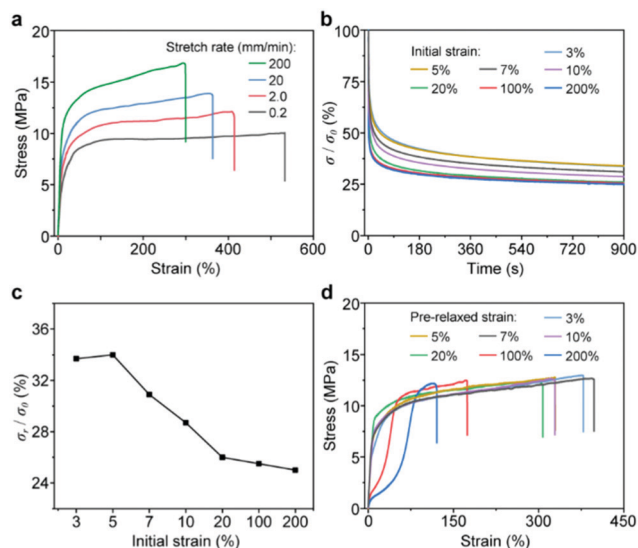 a
Stretch rate (mm/min):
200
20
2.0
0.2
Stress (MPa)
20
15
10
5
0
0 200 400 600
Strain (%)
b
Initial strain: 3%
5% 7% 10%
20% 100% 200%
σ / σ₀ (%)
100
75
50
25
0
0 180 360 540 720 900
Time (s)
c
σᵣ / σ₀ (%)
36
32
28
24
3 5 7 10 20 100 200
Initial strain (%)
d
Pre-relaxed strain: 3%
5% 7% 10%
20% 100% 200%
Stress (MPa)
20
15
10
5
0
0 150 300 450
Strain (%)